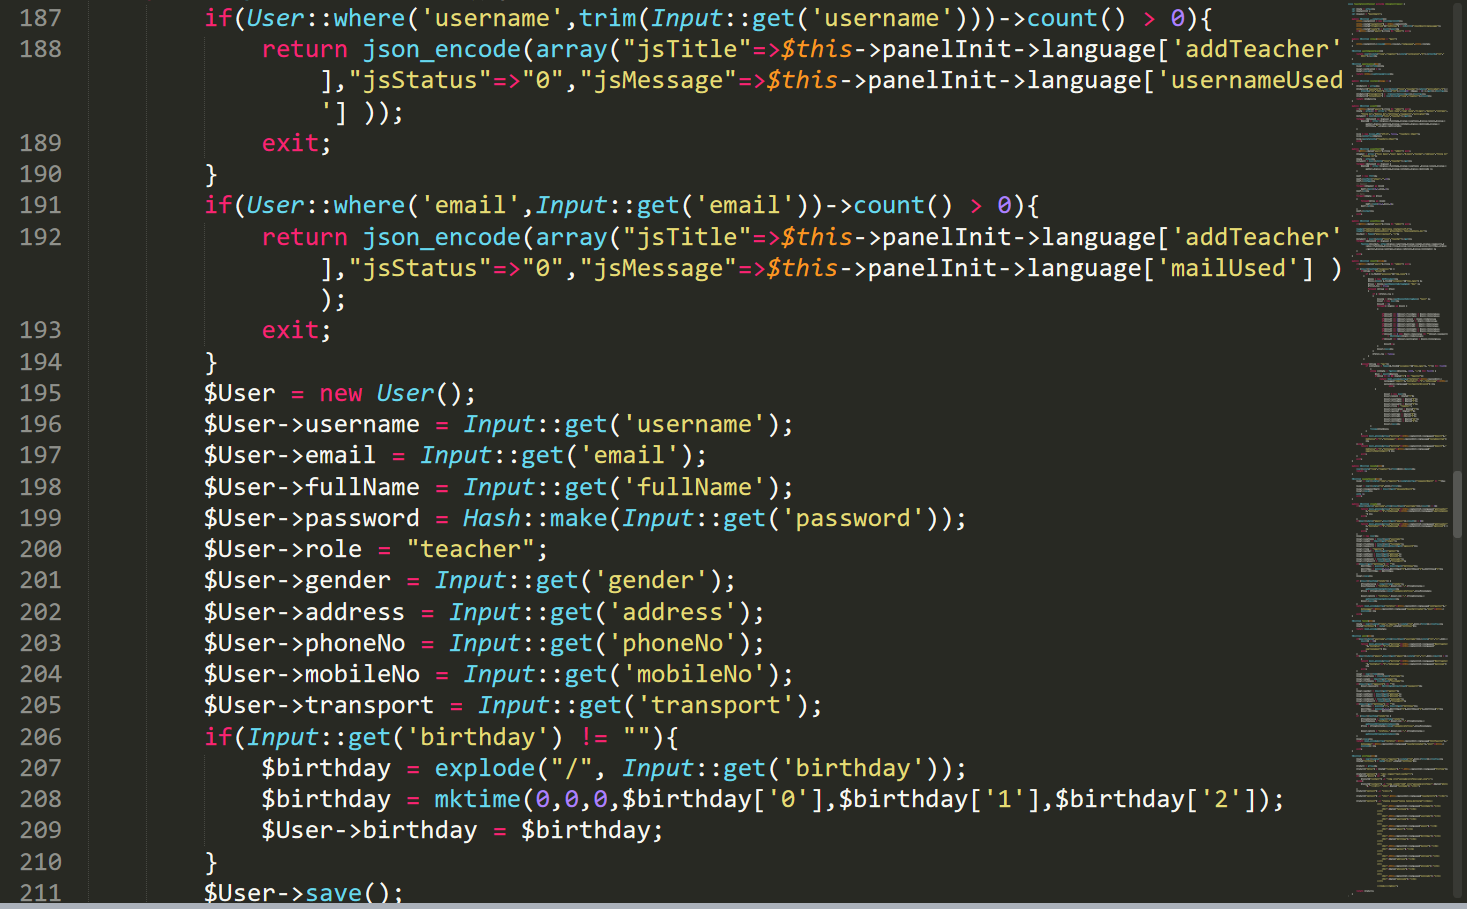 187 if(User::where('username',trim(Input::get('username')))->count() > 0){
188 return json_encode(array("jsTitle"=>$this->panelInit->language['addTeacher'
],"jsStatus"=>"0","jsMessage"=>$this->panelInit->language['usernameUsed
'] ));
189 exit;
190 }
191 if(User::where('email',Input::get('email'))->count() > 0){
192 return json_encode(array("jsTitle"=>$this->panelInit->language['addTeacher'
],"jsStatus"=>"0","jsMessage"=>$this->panelInit->language['mailUsed'] )
);
193 exit;
194 }
195 $User = new User();
196 $User->username = Input::get('username');
197 $User->email = Input::get('email');
198 $User->fullName = Input::get('fullName');
199 $User->password = Hash::make(Input::get('password'));
200 $User->role = "teacher";
201 $User->gender = Input::get('gender');
202 $User->address = Input::get('address');
203 $User->phoneNo = Input::get('phoneNo');
204 $User->mobileNo = Input::get('mobileNo');
205 $User->transport = Input::get('transport');
206 if(Input::get('birthday') != ""){
207 $birthday = explode("/", Input::get('birthday'));
208 $birthday = mktime(0,0,0,$birthday['0'],$birthday['1'],$birthday['2']);
209 $User->birthday = $birthday;
210 }
211 $User->save();